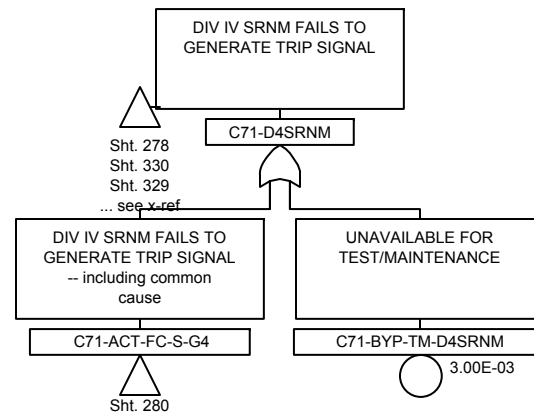 DIV IV SRNM FAILS TO
GENERATE TRIP SIGNAL
C71-D4SRNM
Sht. 278
Sht. 330
Sht. 329
... see x-ref
DIV IV SRNM FAILS TO
GENERATE TRIP SIGNAL
-- including common
cause
C71-ACT-FC-S-G4
Sht. 280
UNAVAILABLE FOR
TEST/MAINTENANCE
C71-BYP-TM-D4SRNM
3.00E-03